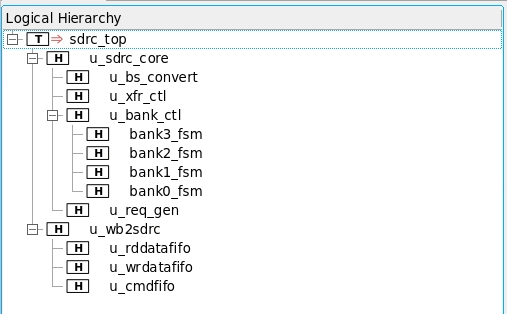 Logical Hierarchy
T sdrc_top
H u_sdrc_core
H u_bs_convert
H u_xfr_ctl
H u_bank_ctl
H bank3_fsm
H bank2_fsm
H bank1_fsm
H bank0_fsm
H u_req_gen
H u_wb2sdrc
H u_rddatafifo
H u_wrdatafifo
H u_cmdfifo